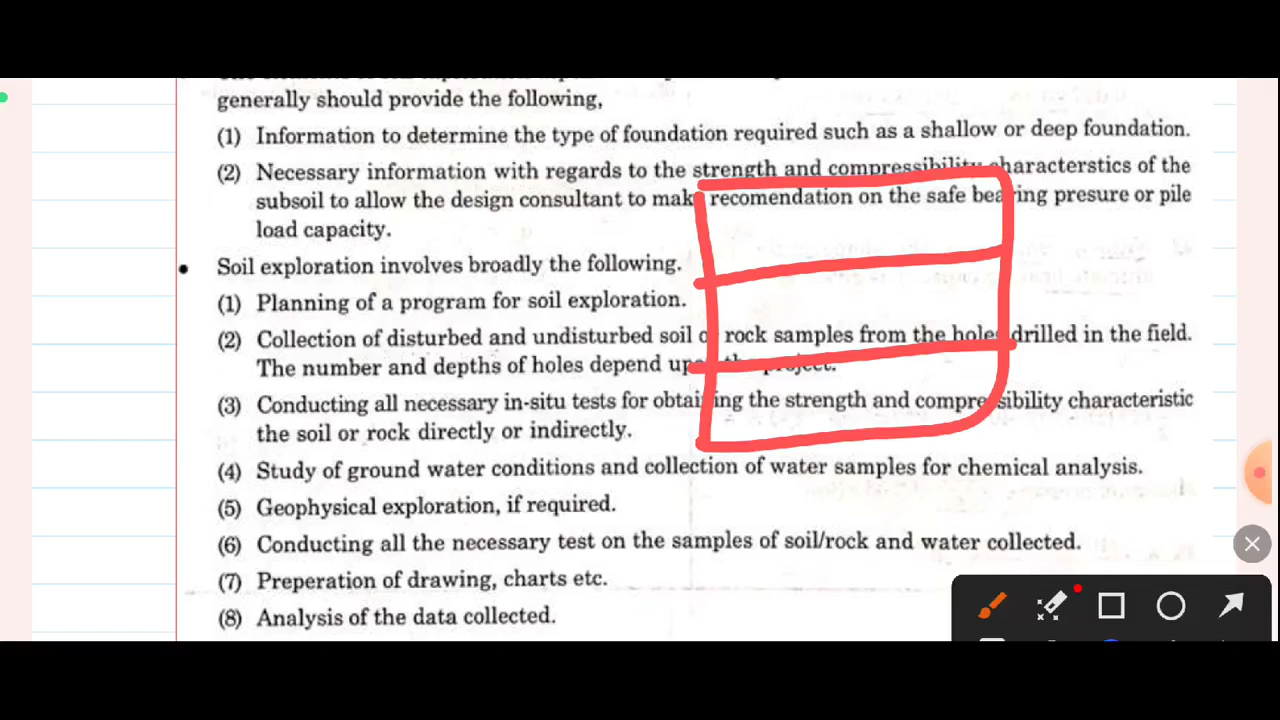 generally should provide the following,
(1) Information to determine the type of foundation required such as a shallow or deep foundation.
(2) Necessary information with regards to the strength and compressibility characterstics of the
subsoil to allow the design consultant to make recomendation on the safe bearing presure or pile
load capacity.
• Soil exploration involves broadly the following.
(1) Planning of a program for soil exploration.
(2) Collection of disturbed and undisturbed soil or rock samples from the holes drilled in the field.
The number and depths of holes depend upon the project.
(3) Conducting all necessary in-situ tests for obtaining the strength and compressibility characteristic
the soil or rock directly or indirectly.
(4) Study of ground water conditions and collection of water samples for chemical analysis.
(5) Geophysical exploration, if required.
(6) Conducting all the necessary test on the samples of soil/rock and water collected.
(7) Preperation of drawing, charts etc.
(8) Analysis of the data collected.